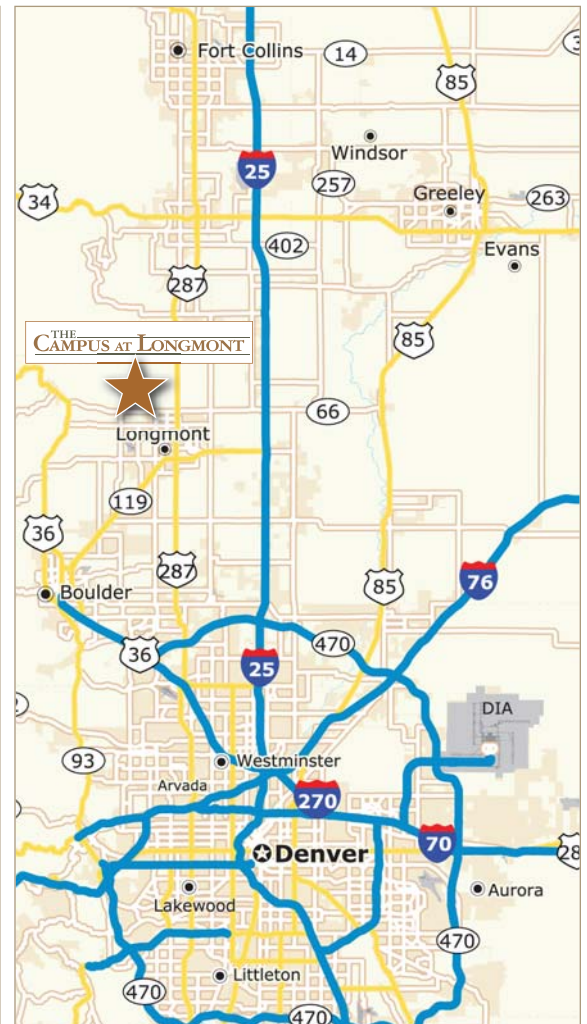 Fort Collins
14
85
Windsor
25
257
34
Greeley
263
402
Evans
287
THE
CAMPUS AT LONGMONT
85
66
Longmont
119
36
287
76
85
Boulder
470
36
25
DIA
93
Westminster
Arvada
270
70
Denver
28
Aurora
Lakewood
470
Littleton
470
470